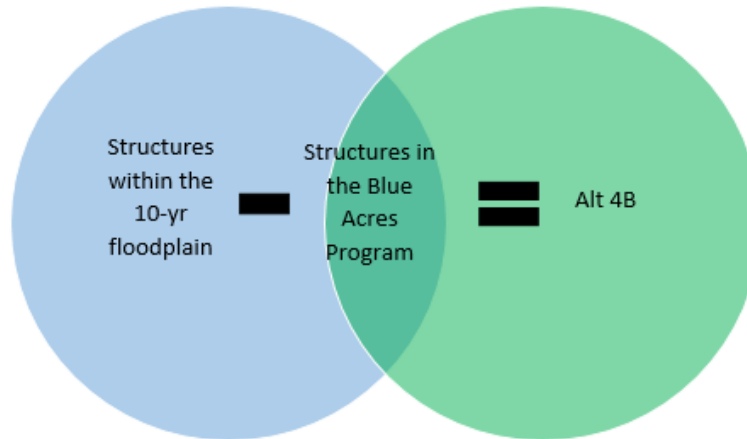 Structures
within the
10-yr
floodplain
Structures in
the Blue
Acres
Program
Alt 4B